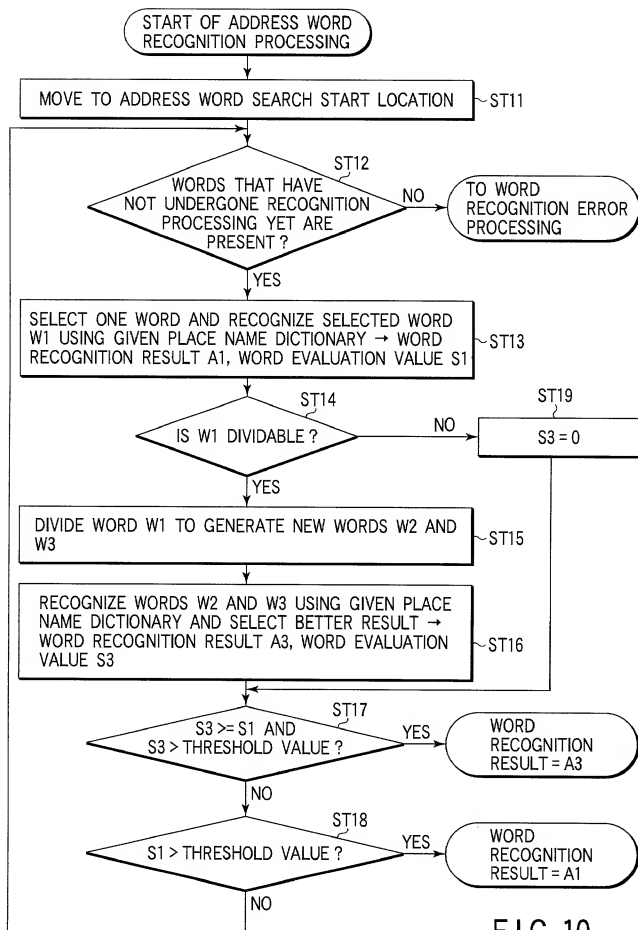 START OF ADDRESS WORD
RECOGNITION PROCESSING
MOVE TO ADDRESS WORD SEARCH START LOCATION
ST11
ST12
WORDS THAT HAVE
NOT UNDERGONE RECOGNITION
PROCESSING YET ARE
PRESENT ?
NO
TO WORD
RECOGNITION ERROR
PROCESSING
YES
SELECT ONE WORD AND RECOGNIZE SELECTED WORD
W1 USING GIVEN PLACE NAME DICTIONARY → WORD
RECOGNITION RESULT A1, WORD EVALUATION VALUE S1
ST13
ST14
IS W1 DIVIDABLE ?
NO
ST19
S3 = 0
YES
DIVIDE WORD W1 TO GENERATE NEW WORDS W2 AND
W3
ST15
RECOGNIZE WORDS W2 AND W3 USING GIVEN PLACE
NAME DICTIONARY AND SELECT BETTER RESULT →
WORD RECOGNITION RESULT A3, WORD EVALUATION
VALUE S3
ST16
ST17
S3 >= S1 AND
S3 > THRESHOLD VALUE ?
YES
WORD
RECOGNITION
RESULT = A3
NO
ST18
S1 > THRESHOLD VALUE ?
YES
WORD
RECOGNITION
RESULT = A1
NO
FIG. 10